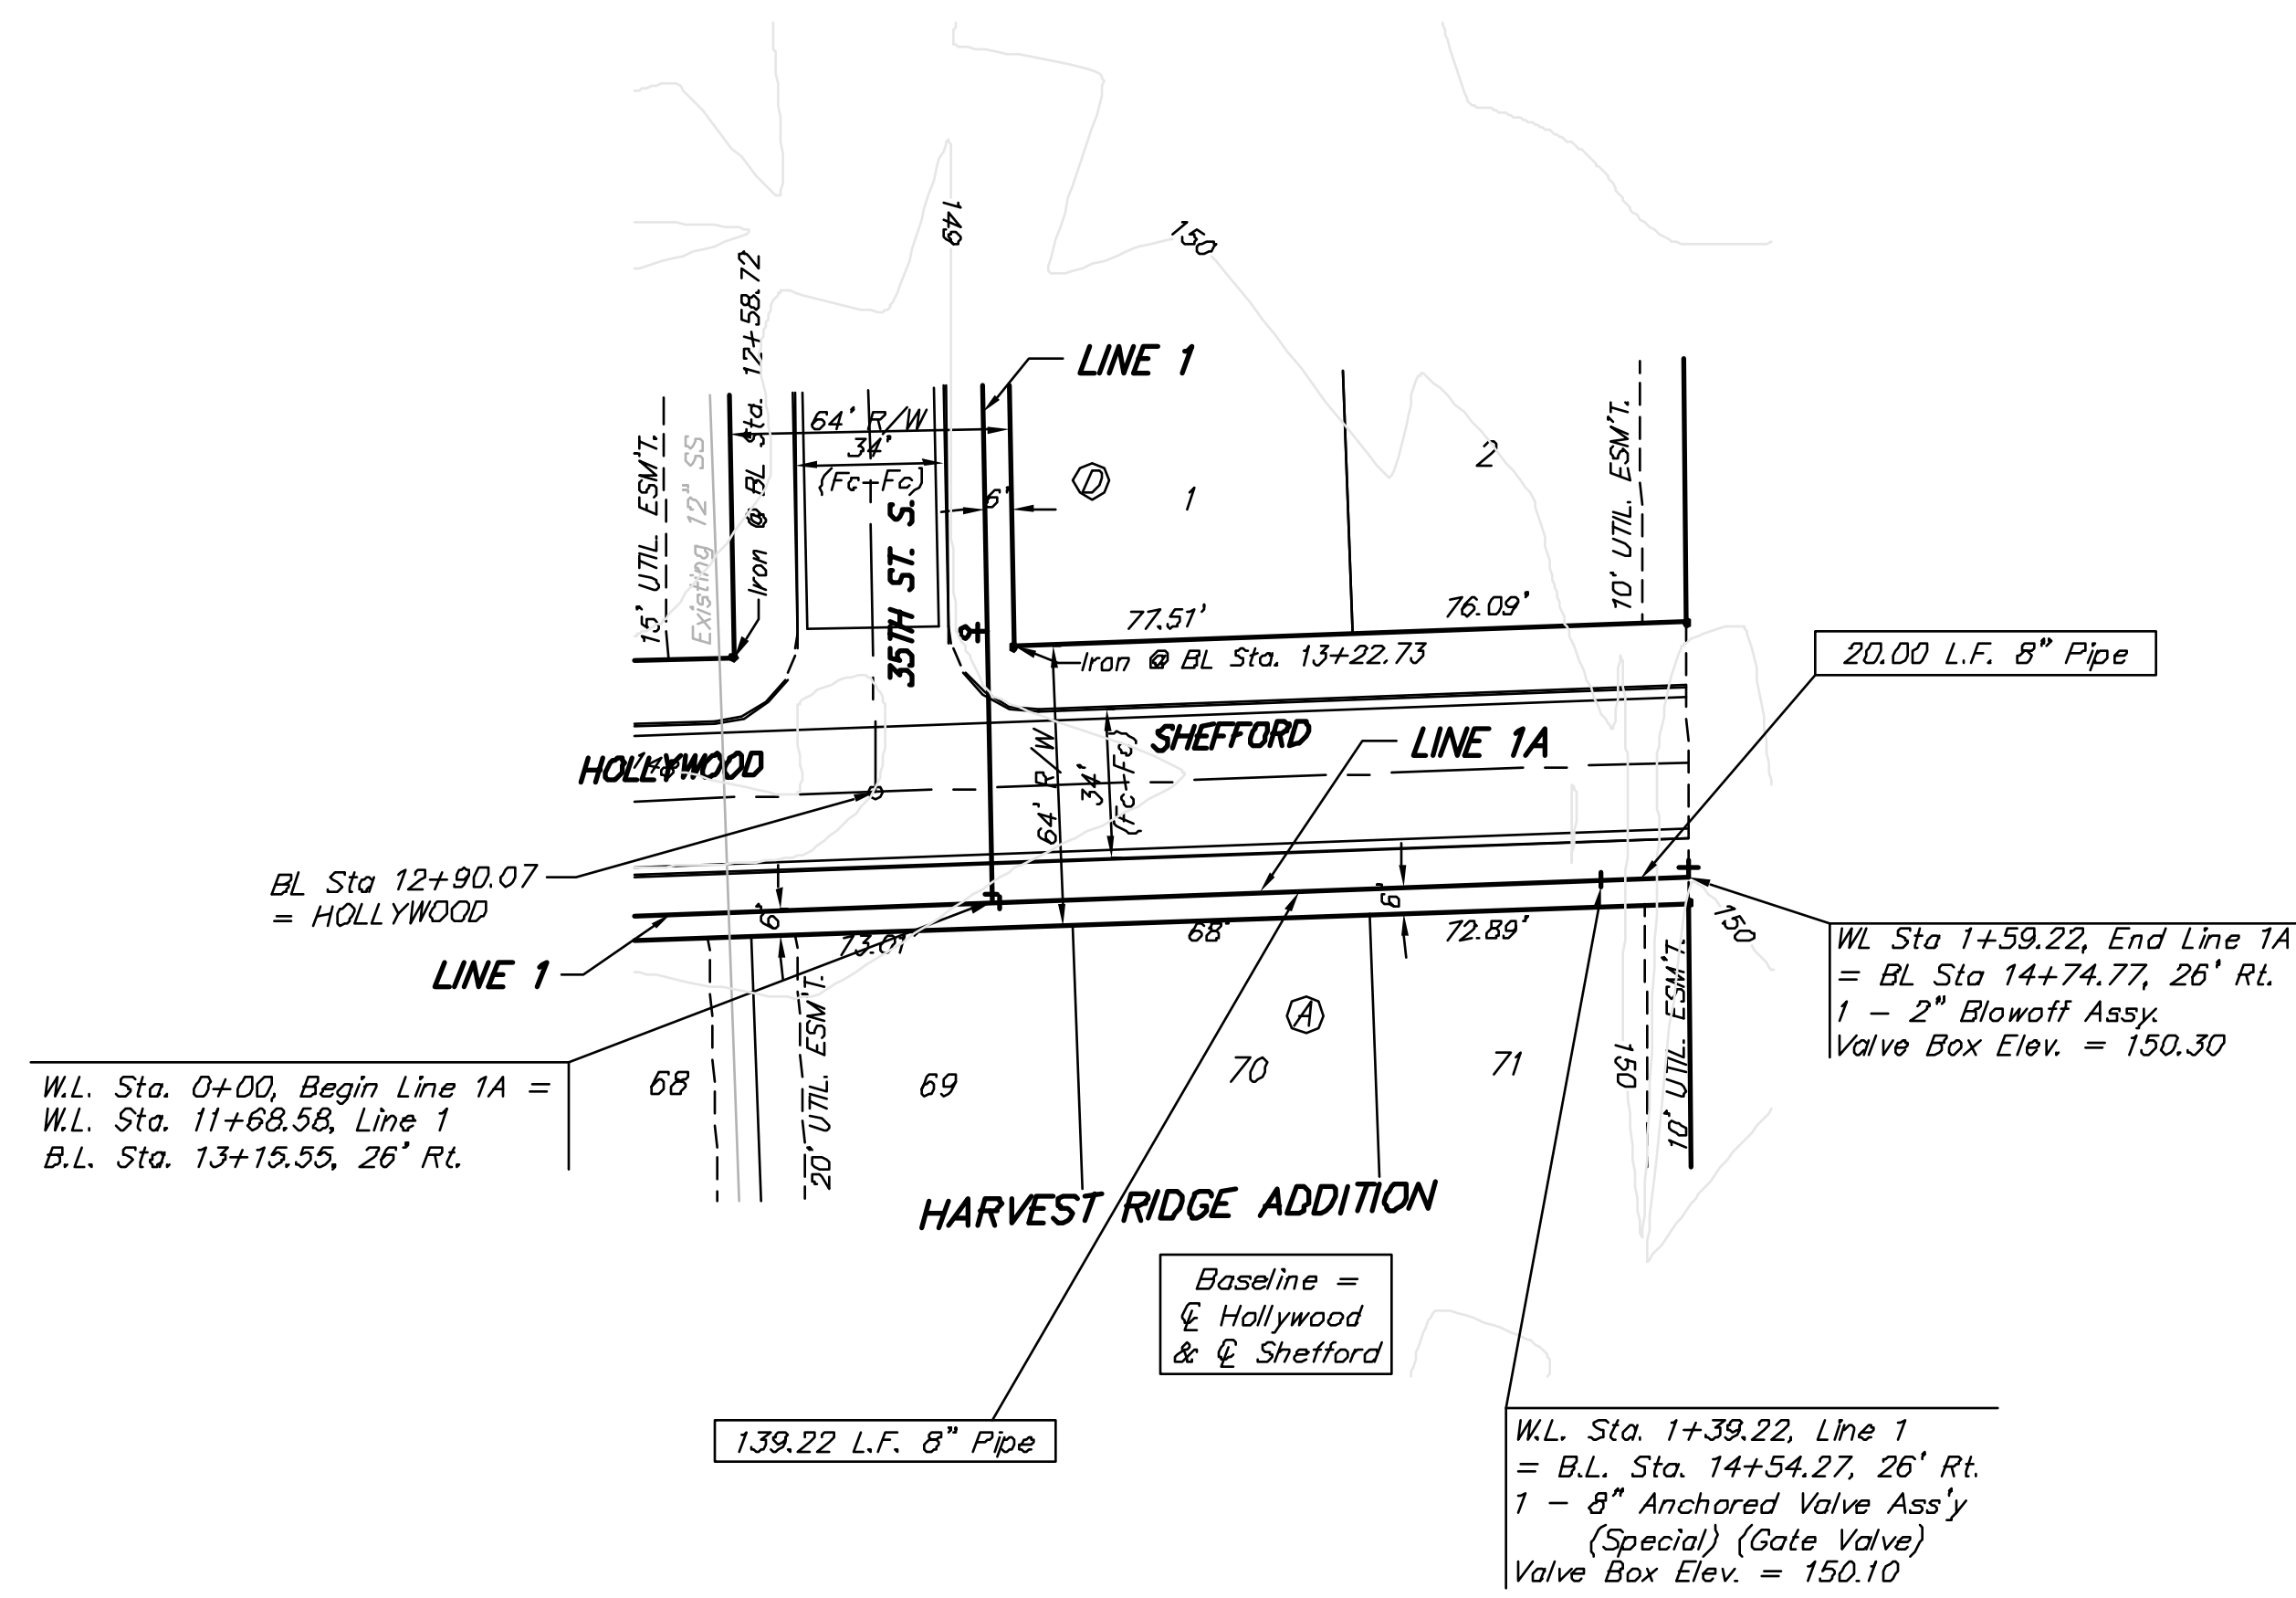 149
150
12+58.72
Iron @ BL Sta.
LINE 1
64' R/W
34'
(Fc-Fc)
6'
D
1
2
15' UTIL. ESM'T.
Existing 12" SS
35TH ST. S.
10' UTIL. ESM'T.
77.51'
76.09'
Iron @ BL Sta. 13+22.73
20.00 L.F. 8" Pipe
HOLLYWOOD
SHEFFORD
LINE 1A
64' R/W
34'
(Fc-Fc)
BL Sta 12+90.07
= HOLLYWOOD
6'
6'
LINE 1
73.01'
68'
72.89'
150
WL Sta 1+59.22, End Line 1A
= BL Sta 14+74.77, 26' Rt.
1 - 2" Blowoff Assy.
Valve Box Elev. = 150.30
A
W.L. Sta. 0+00, Begin Line 1A =
W.L. Sta. 11+68.58, Line 1
B.L. Sta. 13+15.55, 26' Rt.
68
69
70
71
20' UTIL. ESM'T.
150
10' UTIL. ESM'T.
HARVEST RIDGE ADDITION
Baseline =
℄ Hollywood
& ℄ Shefford
139.22 L.F. 8" Pipe
W.L. Sta. 1+39.22, Line 1
= B.L. Sta. 14+54.27, 26' Rt.
1 - 8" Anchored Valve Ass'y
(Special) (Gate Valve)
Valve Box Elev. = 150.10